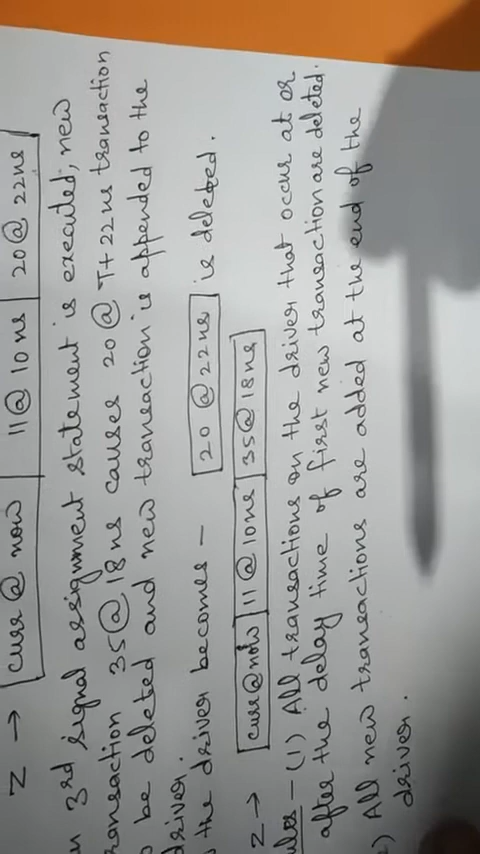 Z → curr @ now | 11 @ 10 ns | 20 @ 22 ns
3rd signal assignment statement is executed, new
ransaction 35 @ 18 ns causes 20 @ T+22 ns transaction
o be deleted and new transaction is appended to the
driver.
the driver becomes - 20 @ 22 ns is deleted.
Z → curr @ now | 11 @ 10 ns | 35 @ 18 ns
ules - (1) All transactions on the driver that occur at or
after the delay time of first new transaction are deleted.
) All new transactions are added at the end of the
driver.